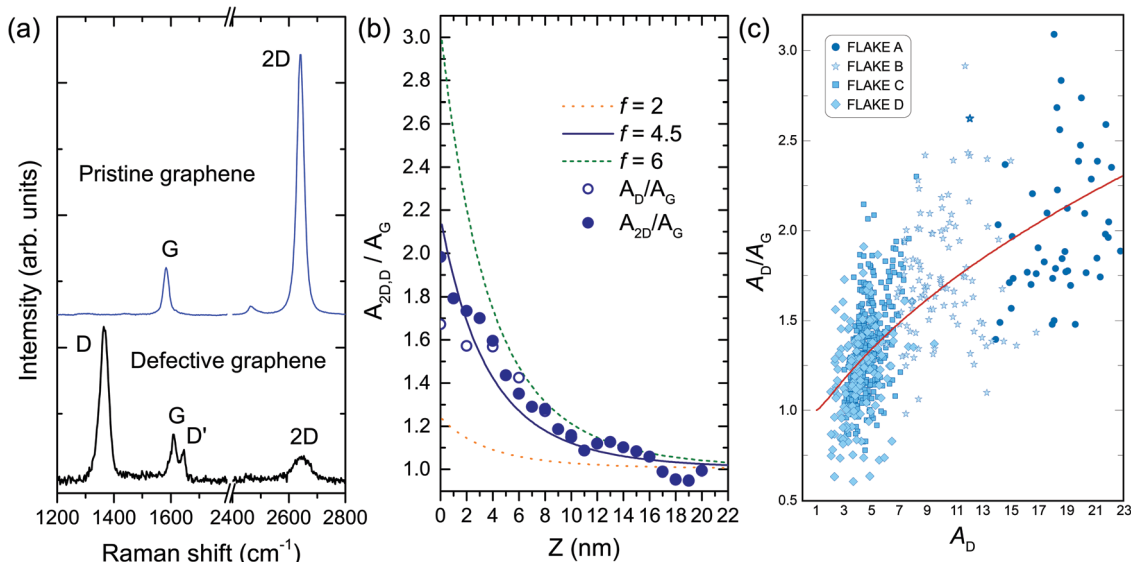 (a)
Intemsity (arb. units)
2D
Pristine graphene
G
D
Defective graphene
G
D'
2D
1200 1400 1600 2400 2600 2800
Raman shift (cm⁻¹)
(b)
A2D,D / AG
3.0
2.8
2.6
2.4
2.2
2.0
1.8
1.6
1.4
1.2
1.0
f = 2
f = 4.5
f = 6
AD/AG
A2D/AG
0 2 4 6 8 10 12 14 16 18 20 22
Z (nm)
(c)
AD/AG
3.0
2.5
2.0
1.5
1.0
0.5
FLAKE A
FLAKE B
FLAKE C
FLAKE D
1 3 5 7 9 11 13 15 17 19 21 23
AD